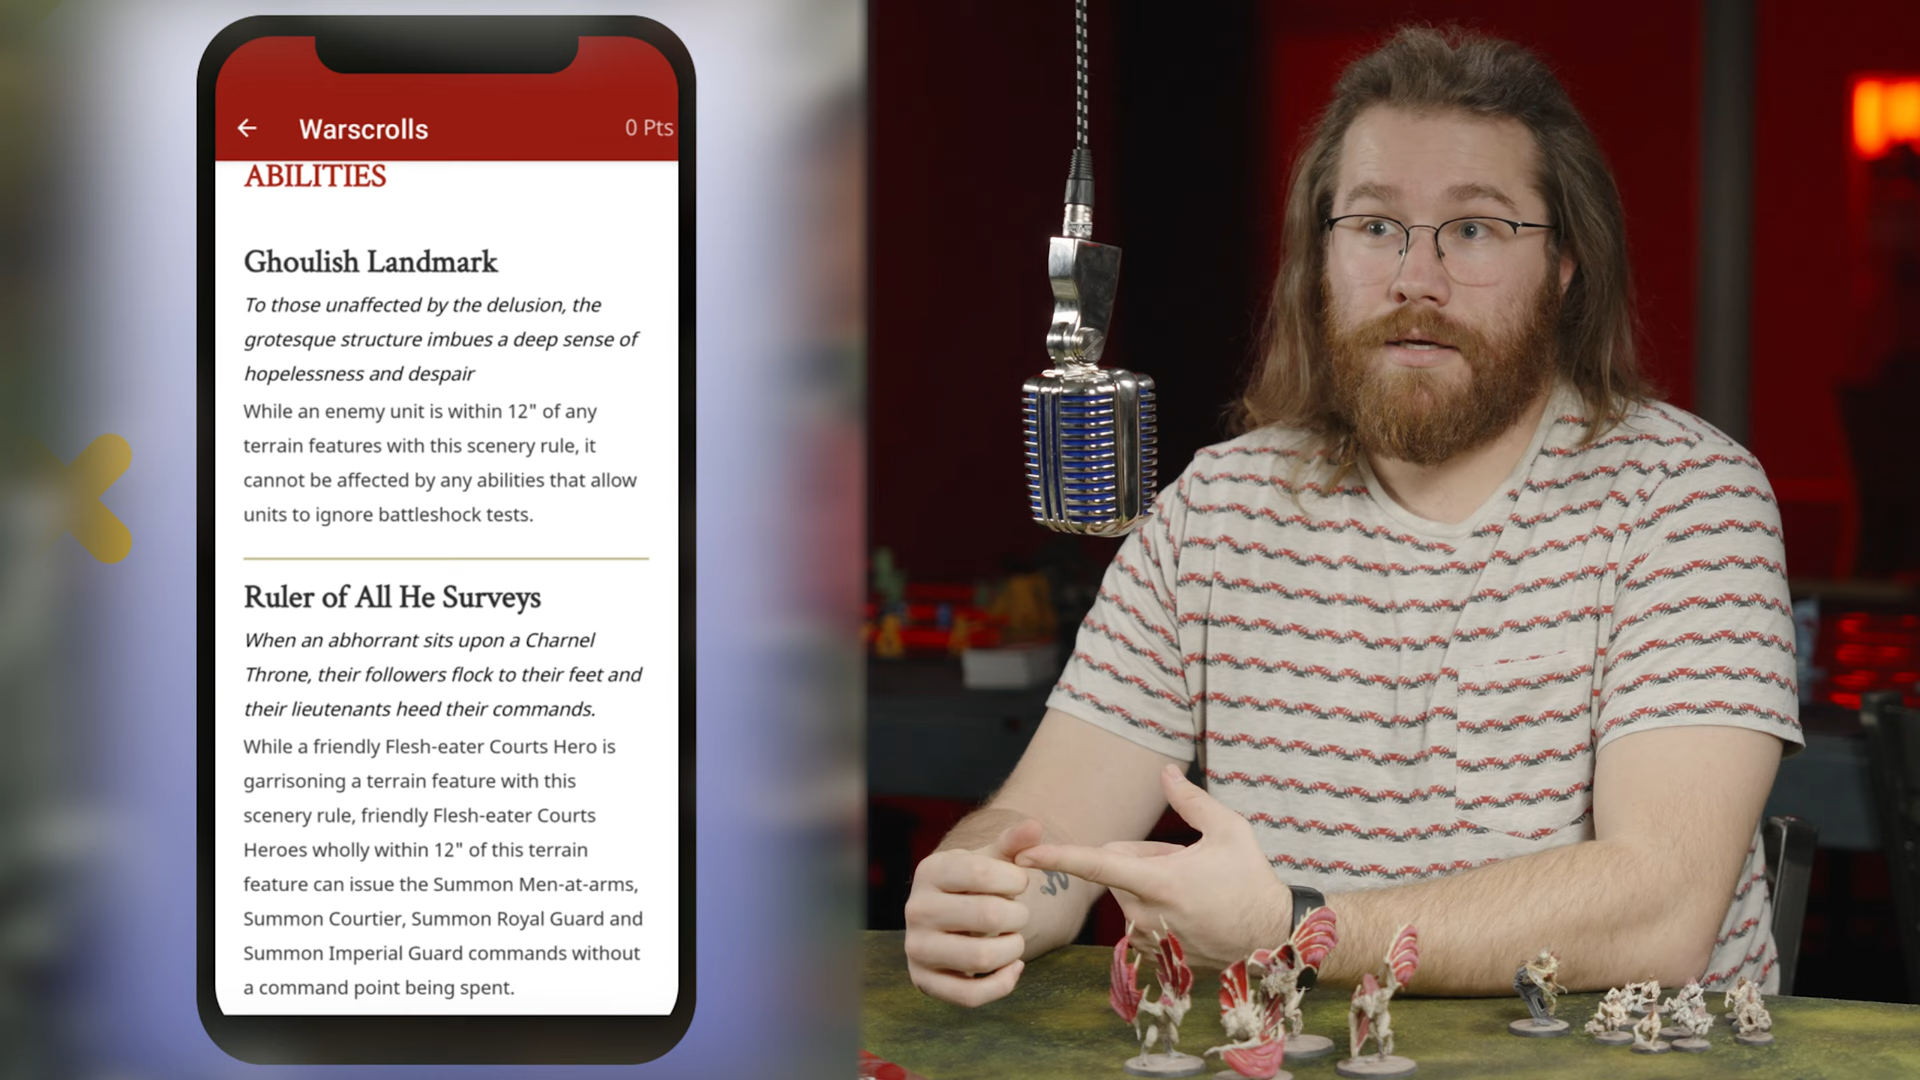 Warscrolls
0 Pts
ABILITIES
Ghoulish Landmark
To those unaffected by the delusion, the
grotesque structure imbues a deep sense of
hopelessness and despair
While an enemy unit is within 12" of any
terrain features with this scenery rule, it
cannot be affected by any abilities that allow
units to ignore battleshock tests.
Ruler of All He Surveys
When an abhorrant sits upon a Charnel
Throne, their followers flock to their feet and
their lieutenants heed their commands.
While a friendly Flesh-eater Courts Hero is
garrisoning a terrain feature with this
scenery rule, friendly Flesh-eater Courts
Heroes wholly within 12" of this terrain
feature can issue the Summon Men-at-arms,
Summon Courtier, Summon Royal Guard and
Summon Imperial Guard commands without
a command point being spent.